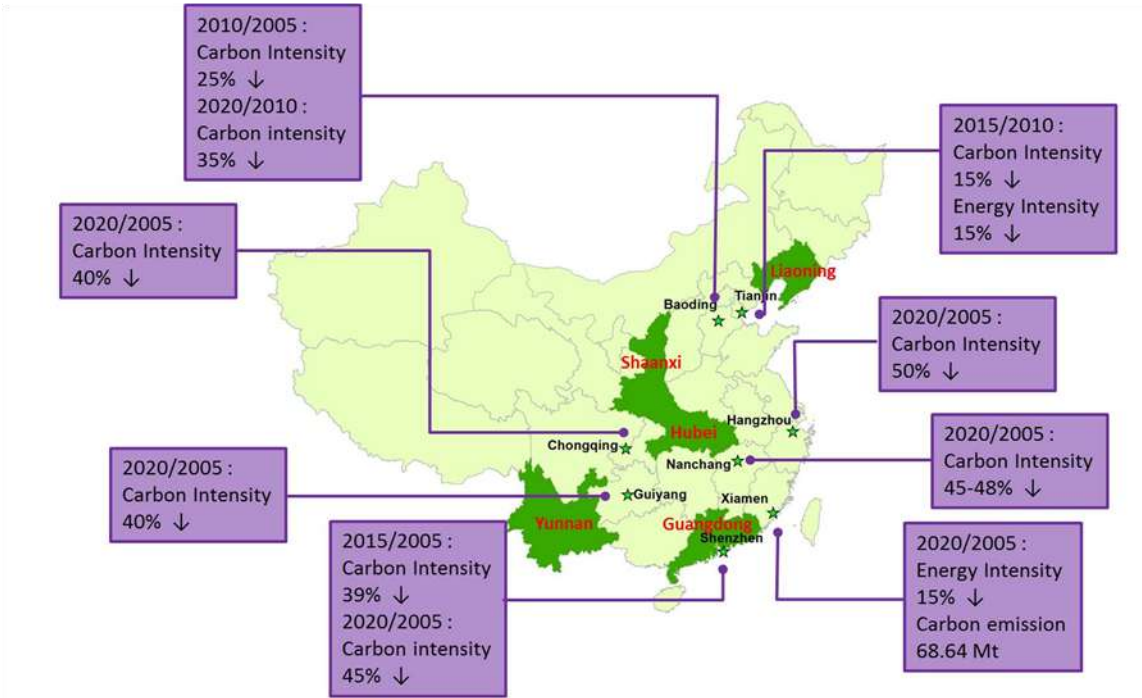 2010/2005 :
Carbon Intensity
25% ↓
2020/2010 :
Carbon intensity
35% ↓
2015/2010 :
Carbon Intensity
15% ↓
Energy Intensity
15% ↓
2020/2005 :
Carbon Intensity
40% ↓
Liaoning
Baoding
Tianjin
2020/2005 :
Carbon Intensity
50% ↓
Shaanxi
Hangzhou
Hubei
Chongqing
Nanchang
2020/2005 :
Carbon Intensity
45-48% ↓
2020/2005 :
Carbon Intensity
40% ↓
Guiyang
Xiamen
Yunnan
Guangdong
Shenzhen
2015/2005 :
Carbon Intensity
39% ↓
2020/2005 :
Carbon intensity
45% ↓
2020/2005 :
Energy Intensity
15% ↓
Carbon emission
68.64 Mt